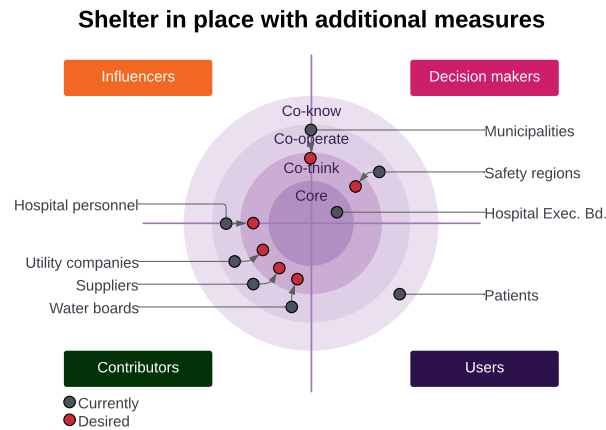 Shelter in place with additional measures
Influencers
Decision makers
Co-know
Co-operate
Municipalities
Co-think
Safety regions
Core
Hospital personnel
Hospital Exec. Bd.
Utility companies
Suppliers
Patients
Water boards
Contributors
Users
Currently
Desired